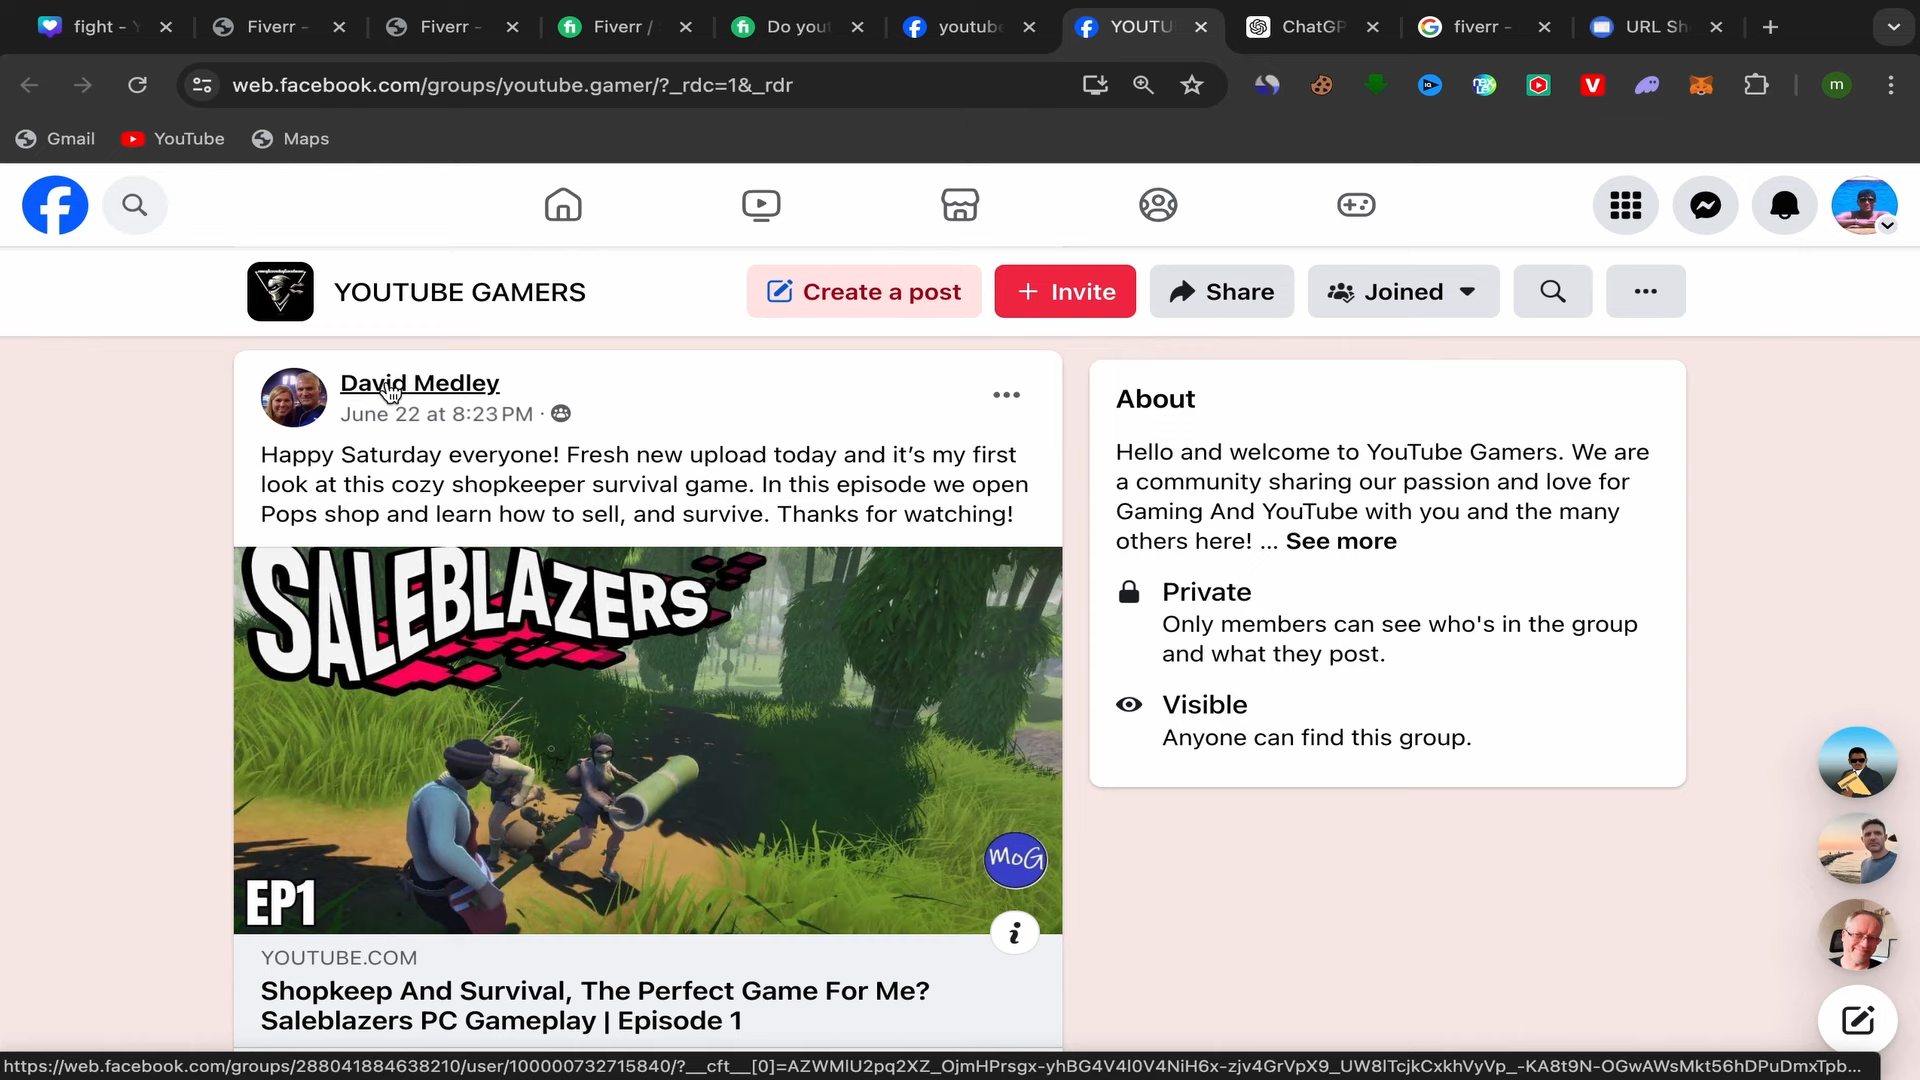 fight -
Fiverr -
Fiverr -
Fiverr /
Do you
youtube
YOUTU
ChatGP
fiverr -
URL Sh
web.facebook.com/groups/youtube.gamer/?_rdc=1&_rdr
m
Gmail
YouTube
Maps
YOUTUBE GAMERS
Create a post
+ Invite
Share
Joined
David Medley
June 22 at 8:23 PM ·
Happy Saturday everyone! Fresh new upload today and it's my first
look at this cozy shopkeeper survival game. In this episode we open
Pops shop and learn how to sell, and survive. Thanks for watching!
SALEBLAZERS
MoG
EP1
YOUTUBE.COM
Shopkeep And Survival, The Perfect Game For Me?
Saleblazers PC Gameplay | Episode 1
About
Hello and welcome to YouTube Gamers. We are
a community sharing our passion and love for
Gaming And YouTube with you and the many
others here! ... See more
Private
Only members can see who's in the group
and what they post.
Visible
Anyone can find this group.
https://web.facebook.com/groups/288041884638210/user/100000732715840/?__cft__[0]=AZWMlU2pq2XZ_OjmHPrsgx-yhBG4V4l0V4NiH6x-zjv4GrVpX9_UW8ITcjkCxkhVyVp_-KA8t9N-OGwAWsMkt56hDPuDmxTpb...